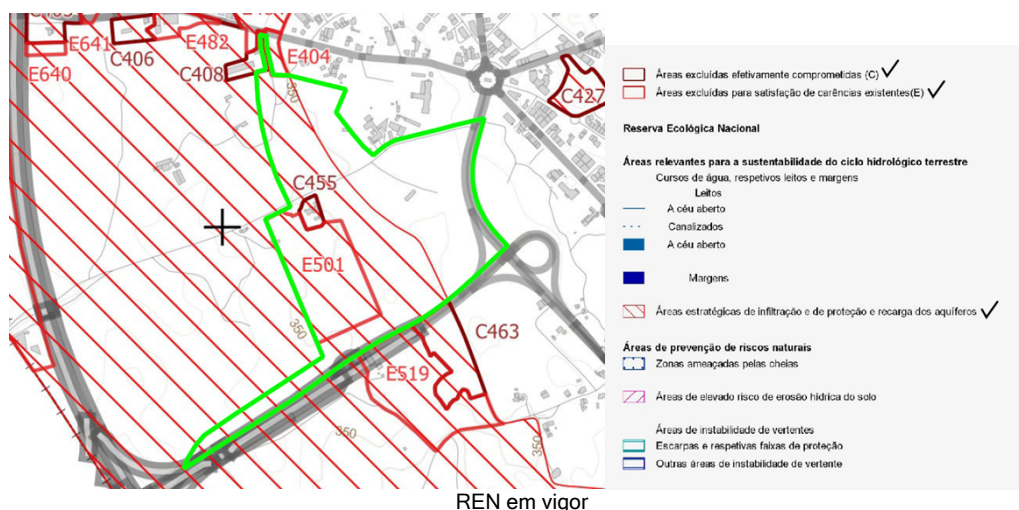 E641
E482
E404
E640
C406
C408
350
C427
C455
E501
350
C463
E519
350
350
Áreas excluídas efetivamente comprometidas (C)
Áreas excluídas para satisfação de carências existentes(E)
Reserva Ecológica Nacional
Áreas relevantes para a sustentabilidade do ciclo hidrológico terrestre
Cursos de água, respetivos leitos e margens
Leitos
A céu aberto
Canalizados
A céu aberto
Margens
Áreas estratégicas de infiltração e de proteção e recarga dos aquíferos
Áreas de prevenção de riscos naturais
Zonas ameaçadas pelas cheias
Áreas de elevado risco de erosão hídrica do solo
Áreas de instabilidade de vertentes
Escarpas e respetivas faixas de proteção
Outras áreas de instabilidade de vertente
REN em vigor